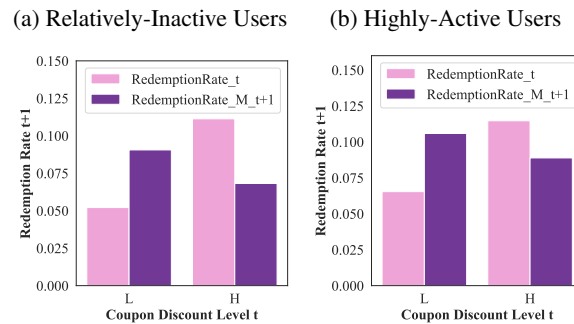 (a) Relatively-Inactive Users
(b) Highly-Active Users
Redemption Rate t+1
0.150
0.125
0.100
0.075
0.050
0.025
0.000
RedemptionRate_t
RedemptionRate_M_t+1
L
H
Coupon Discount Level t
Redemption Rate t+1
0.150
0.125
0.100
0.075
0.050
0.025
0.000
RedemptionRate_t
RedemptionRate_M_t+1
L
H
Coupon Discount Level t